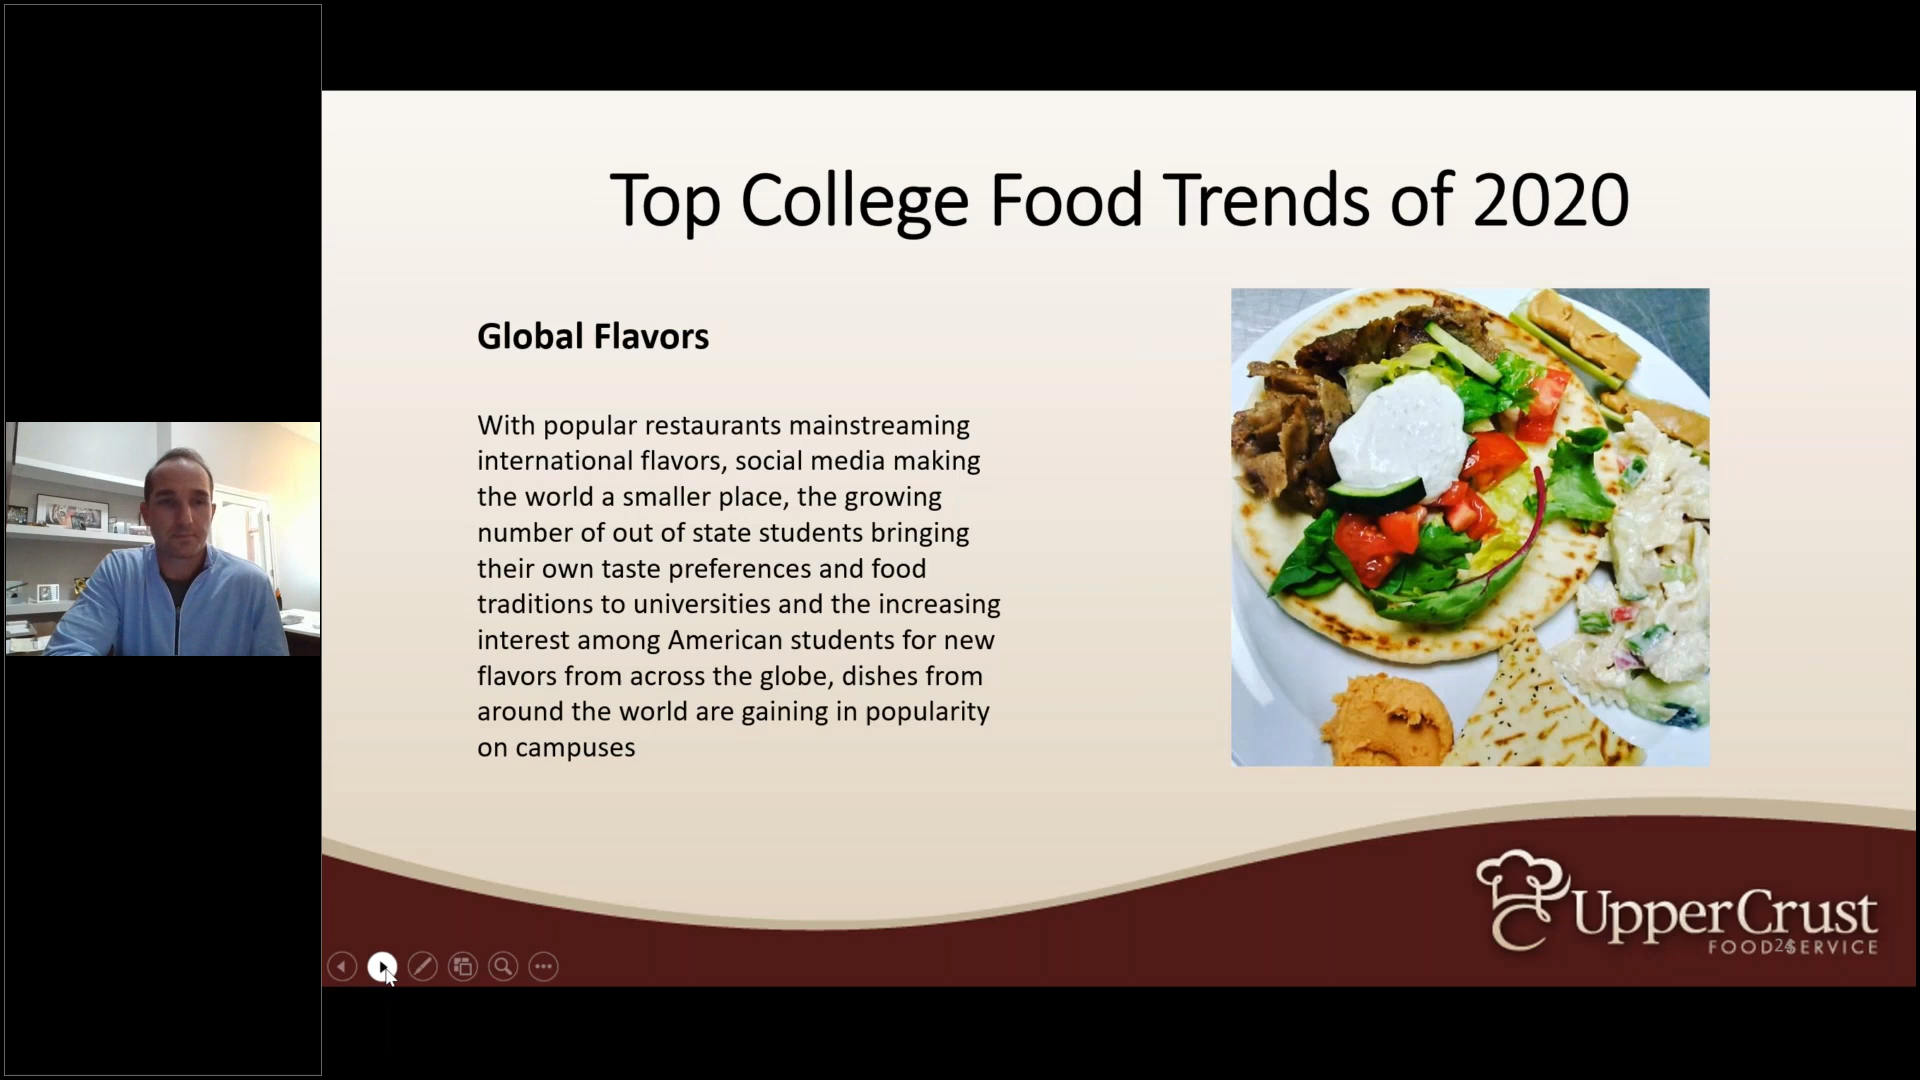 Top College Food Trends of 2020
Global Flavors
With popular restaurants mainstreaming
international flavors, social media making
the world a smaller place, the growing
number of out of state students bringing
their own taste preferences and food
traditions to universities and the increasing
interest among American students for new
flavors from across the globe, dishes from
around the world are gaining in popularity
on campuses
UpperCrust
FOOD SERVICE